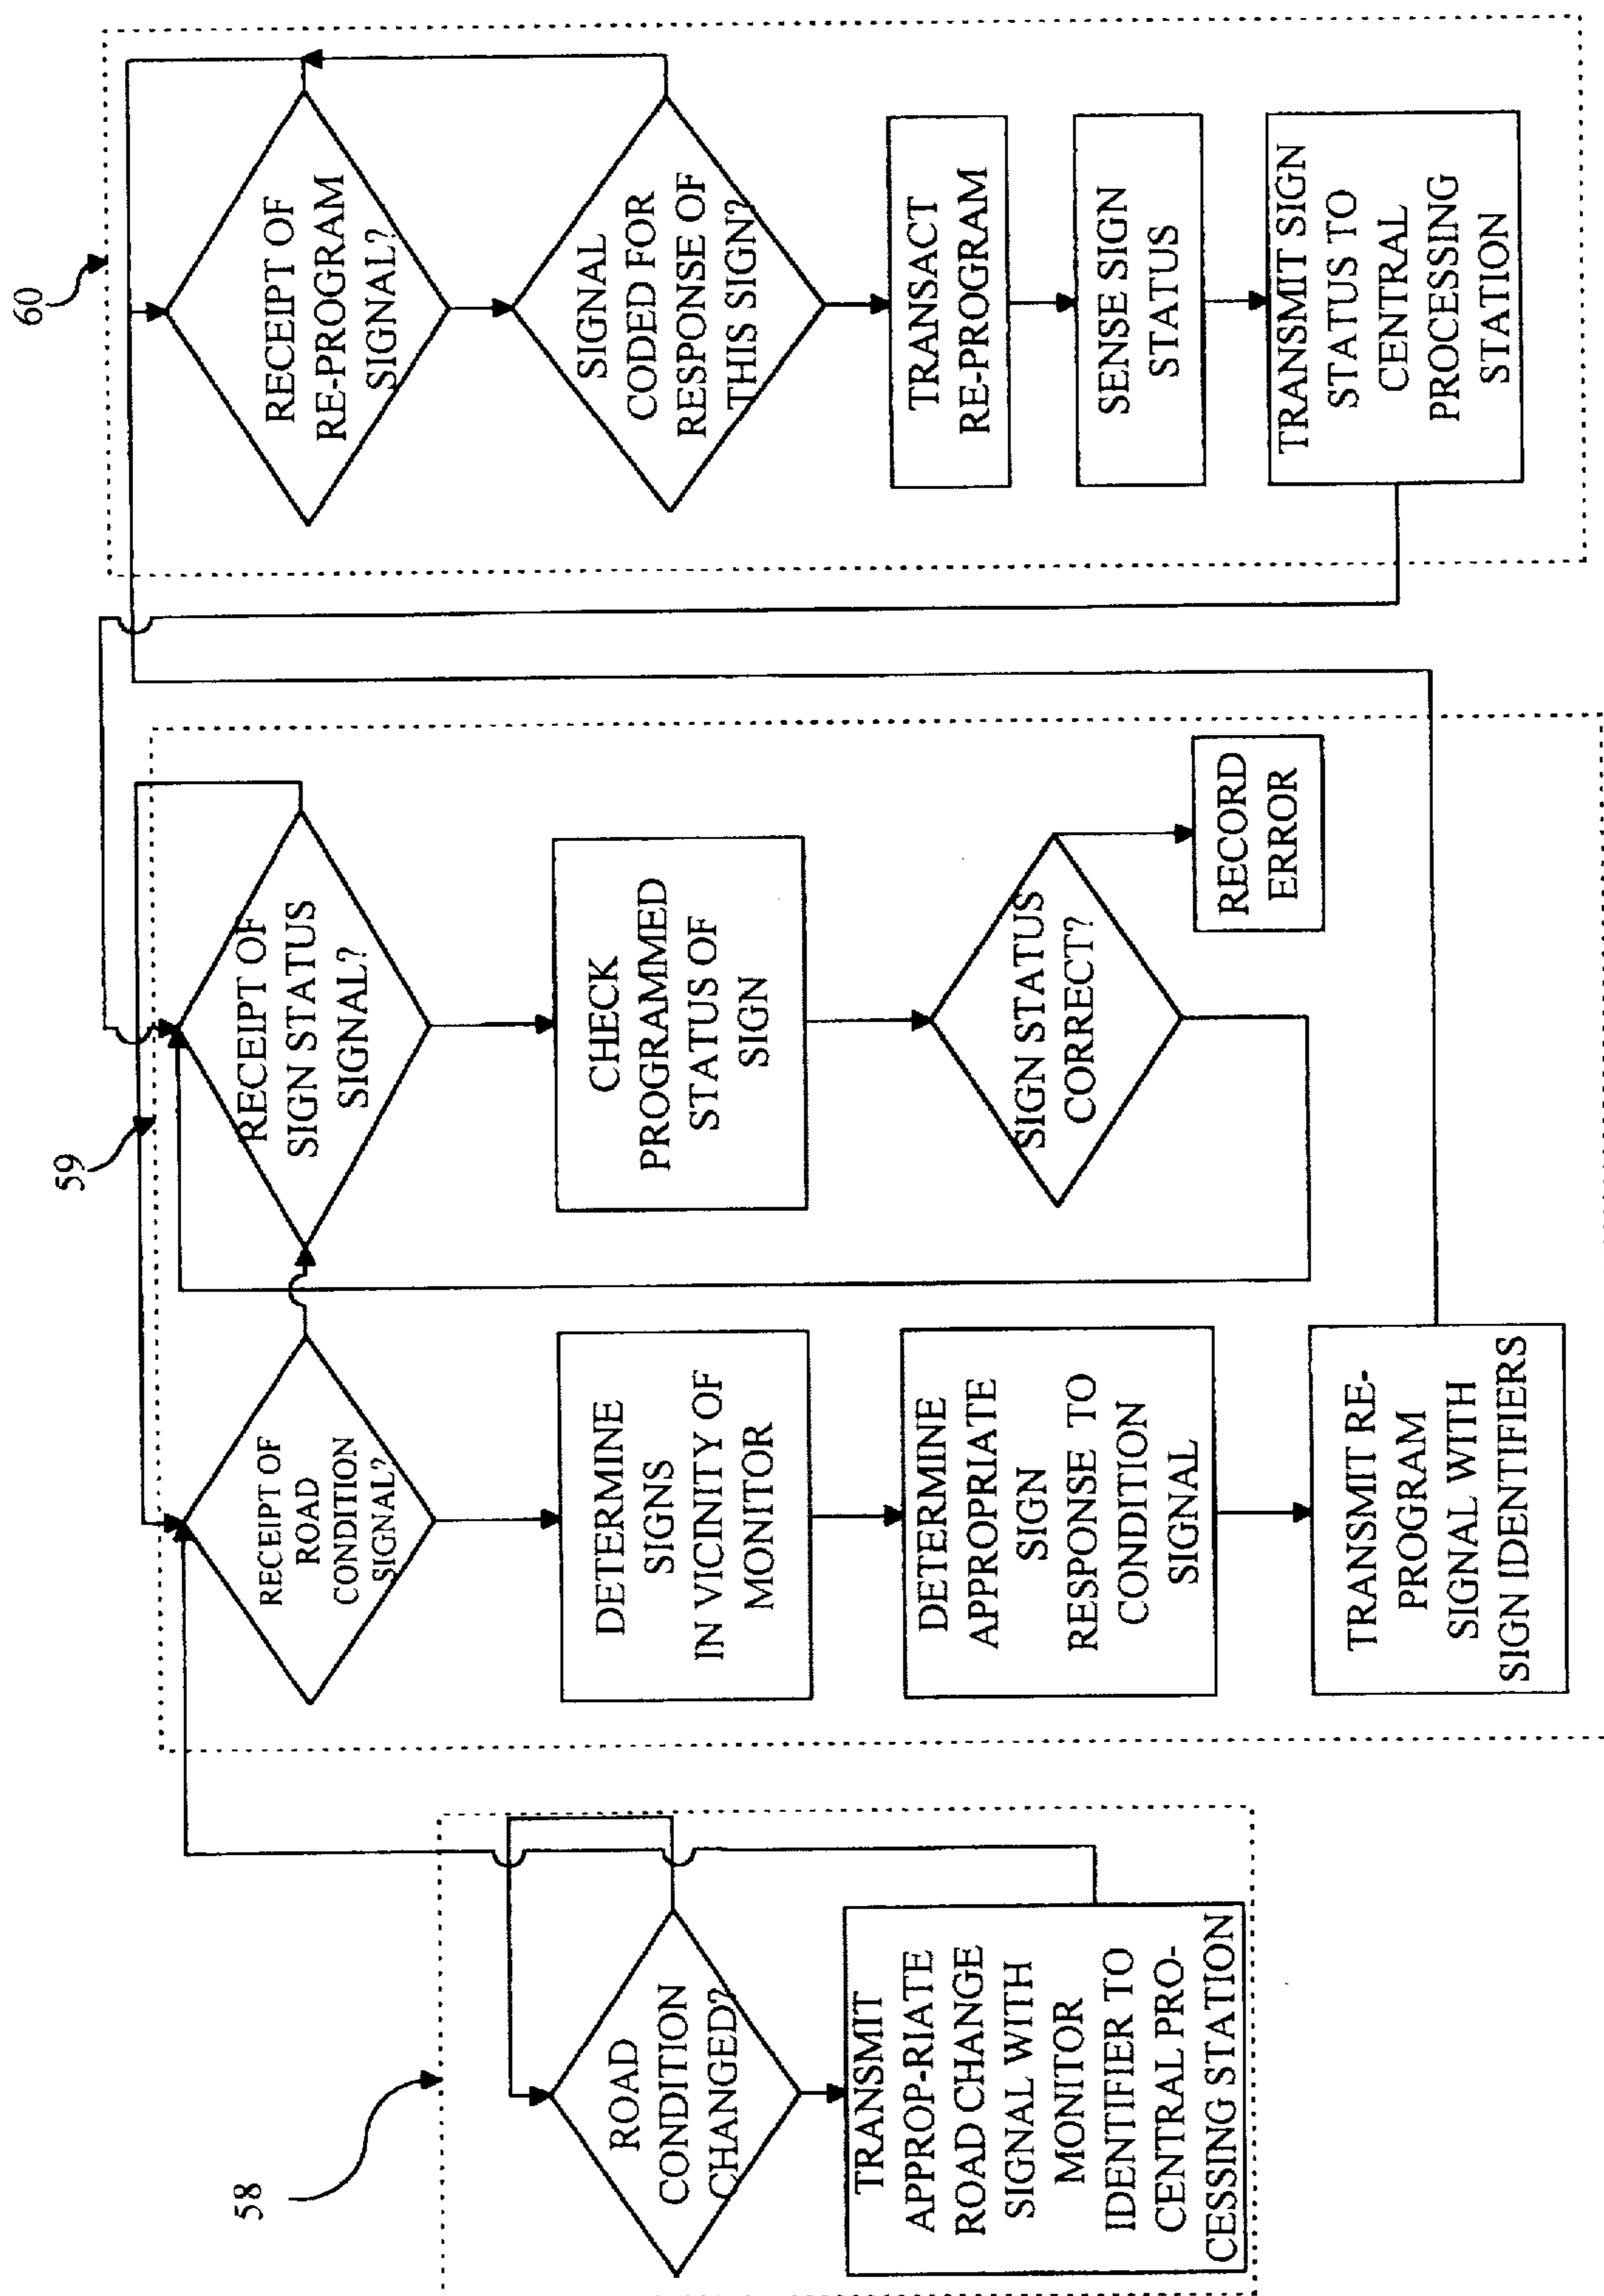 58
ROAD
CONDITION
CHANGED?
TRANSMIT
APPROP-RIATE
ROAD CHANGE
SIGNAL WITH
MONITOR
IDENTIFIER TO
CENTRAL PRO-
CESSING STATION
59
RECEIPT OF
ROAD
CONDITION
SIGNAL?
DETERMINE
SIGNS
IN VICINITY OF
MONITOR
DETERMINE
APPROPRIATE
SIGN
RESPONSE TO
CONDITION
SIGNAL
TRANSMIT RE-
PROGRAM
SIGNAL WITH
SIGN IDENTIFIERS
RECEIPT OF
SIGN STATUS
SIGNAL?
CHECK
PROGRAMMED
STATUS OF
SIGN
SIGN STATUS
CORRECT?
RECORD
ERROR
60
RECEIPT OF
RE-PROGRAM
SIGNAL?
SIGNAL
CODED FOR
RESPONSE OF
THIS SIGN?
TRANSACT
RE-PROGRAM
SENSE SIGN
STATUS
TRANSMIT SIGN
STATUS TO
CENTRAL
PROCESSING
STATION